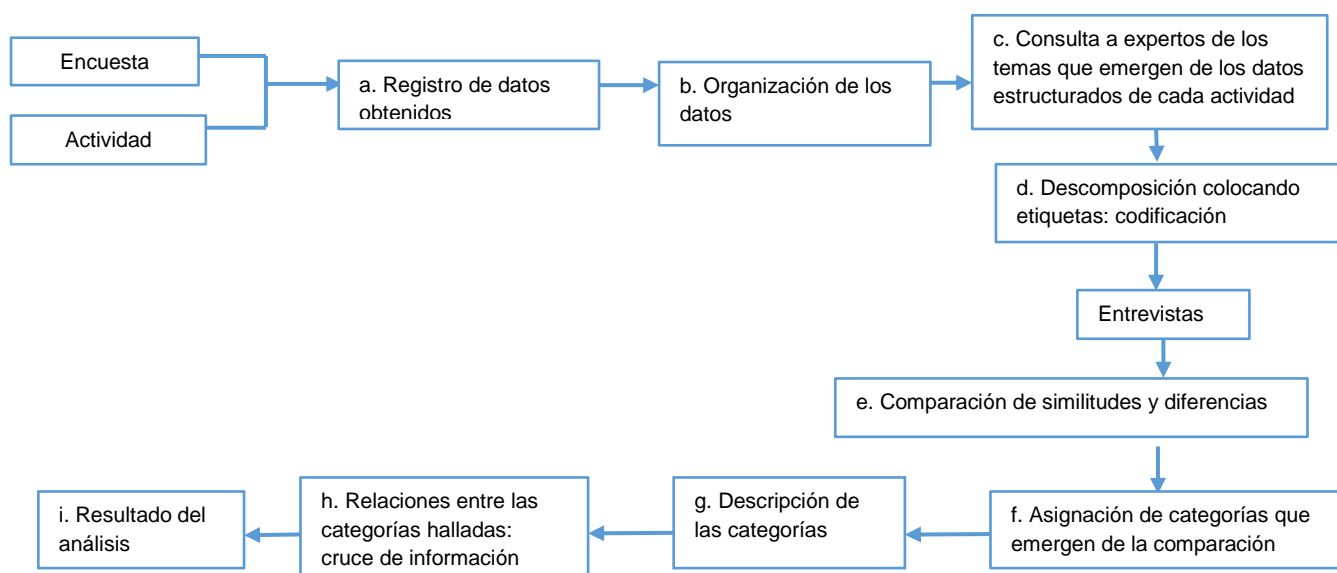 Encuesta
Actividad
a. Registro de datos
obtenidos
b. Organización de los
datos
c. Consulta a expertos de los
temas que emergen de los datos
estructurados de cada actividad
d. Descomposición colocando
etiquetas: codificación
Entrevistas
e. Comparación de similitudes y diferencias
f. Asignación de categorías que
emergen de la comparación
g. Descripción de
las categorías
h. Relaciones entre las
categorías halladas:
cruce de información
i. Resultado del
análisis